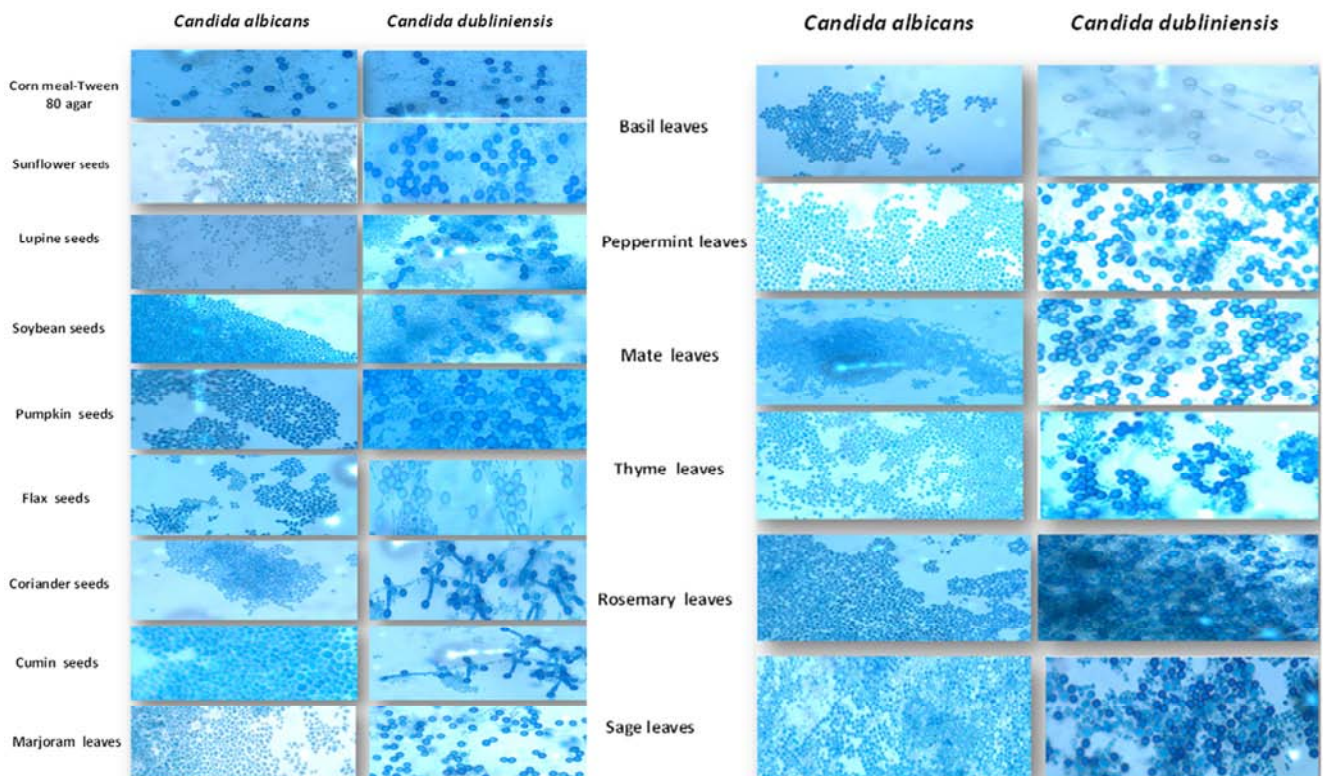 Candida albicans
Candida dubliniensis
Corn meal-Tween
80 agar
Sunflower seeds
Lupine seeds
Soybean seeds
Pumpkin seeds
Flax seeds
Coriander seeds
Cumin seeds
Marjoram leaves
Candida albicans
Candida dubliniensis
Basil leaves
Peppermint leaves
Mate leaves
Thyme leaves
Rosemary leaves
Sage leaves